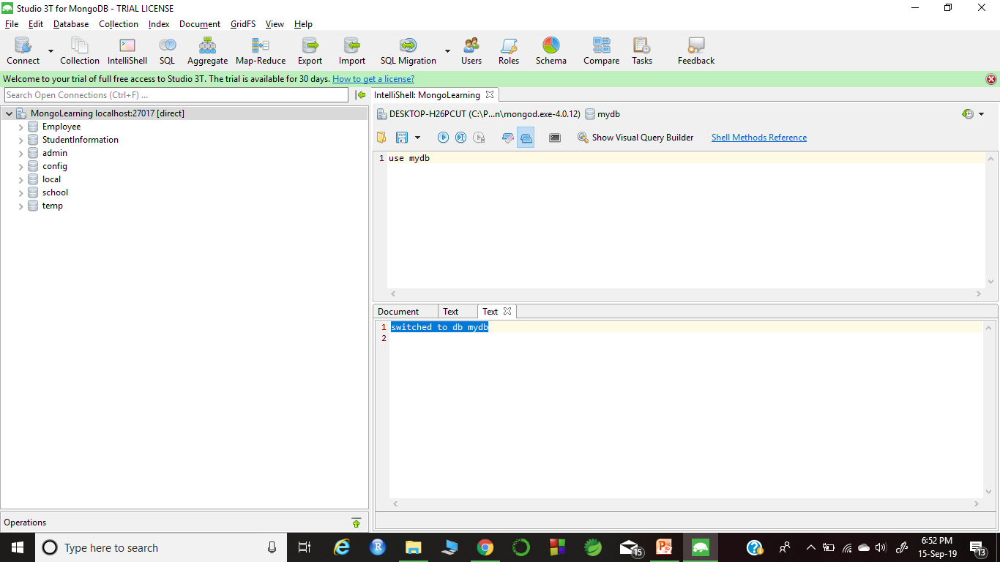 Studio 3T for MongoDB - TRIAL LICENSE
File Edit Database Collection Index Document GridFS View Help
Connect Collection IntelliShell SQL Aggregate Map-Reduce Export Import SQL Migration Users Roles Schema Compare Tasks Feedback
Welcome to your trial of full free access to Studio 3T. The trial is available for 30 days. How to get a license?
Search Open Connections (Ctrl+F) ...
MongoLearning localhost:27017 [direct]
Employee
StudentInformation
admin
config
local
school
temp
Operations
IntelliShell: MongoLearning
DESKTOP-H26PCUT (C:\P...n\mongod.exe-4.0.12) mydb
Show Visual Query Builder Shell Methods Reference
1 use mydb
Document Text Text
1 switched to db mydb
2
Type here to search
15
6:52 PM
15-Sep-19
13